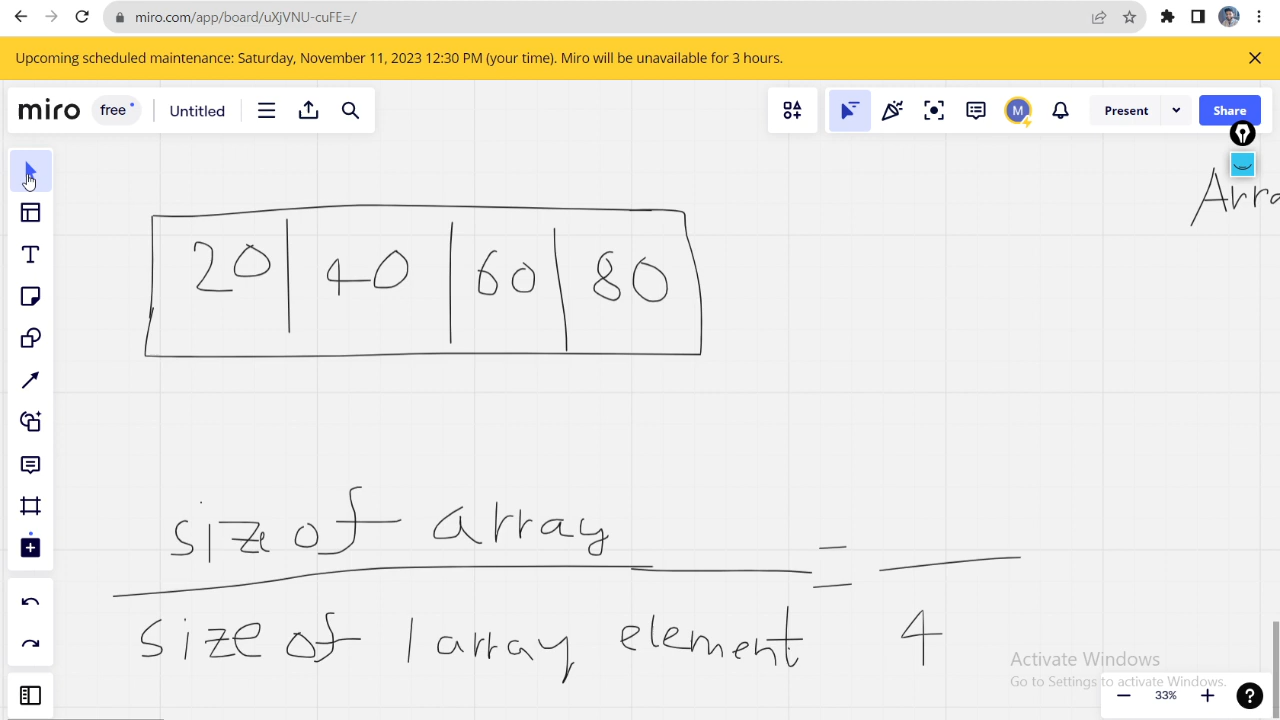 miro.com/app/board/uXjVNU-cuFE=/
Upcoming scheduled maintenance: Saturday, November 11, 2023 12:30 PM (your time). Miro will be unavailable for 3 hours.
miro free Untitled M Present Share
Arra
20 40 60 80
size of array
=
size of 1 array element 4
Activate Windows
Go to Settings to activate Windows.
33%